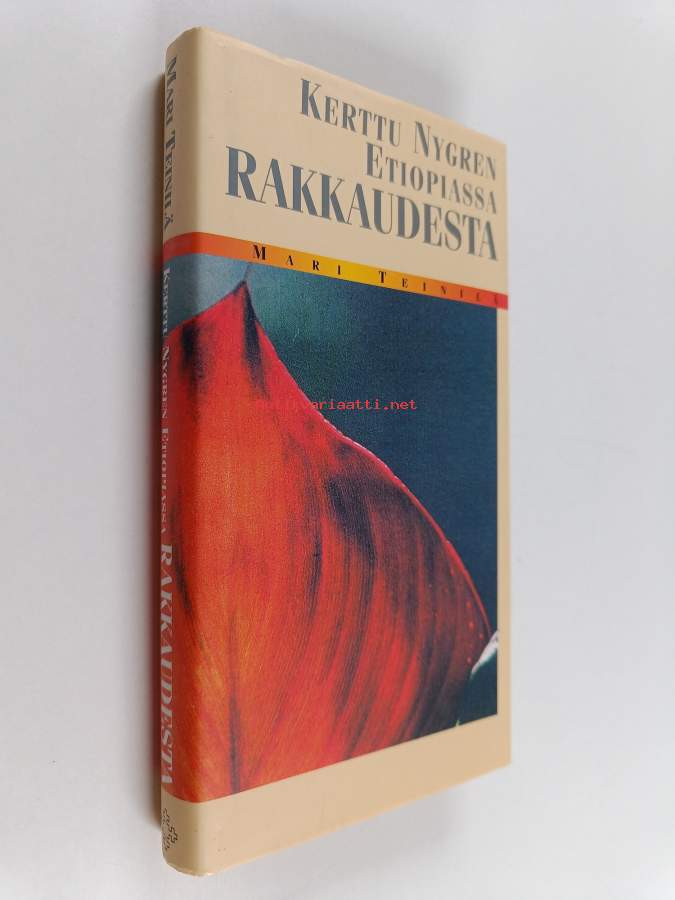 KERTTU NYGREN
ETIOPIASSA
RAKKAUDESTA
MARI TEINILÄ
antikvariaatti.net
MARI TEINILÄ KERTTU NYGREN ETIOPIASSA RAKKAUDESTA